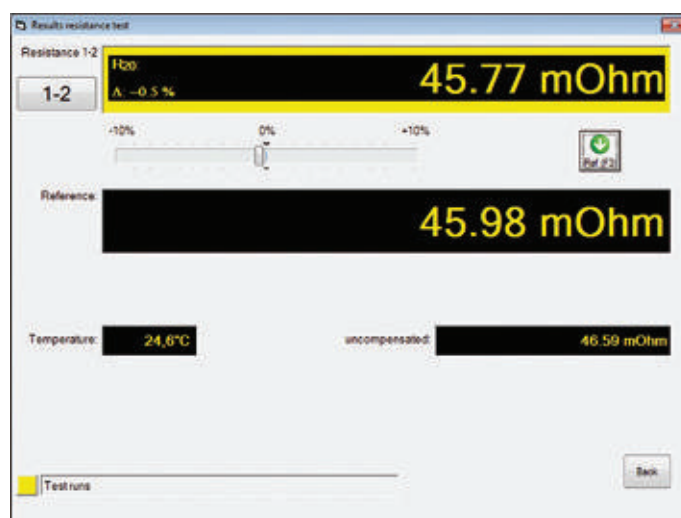 Results resistance test
Resistance 1-2
1-2
R20:
Δ: -0.5 %
45.77 mOhm
-10%
0%
+10%
Ref. (F2)
Reference:
45.98 mOhm
Temperature:
24,6°C
uncompensated:
46.59 mOhm
Back
Test runs